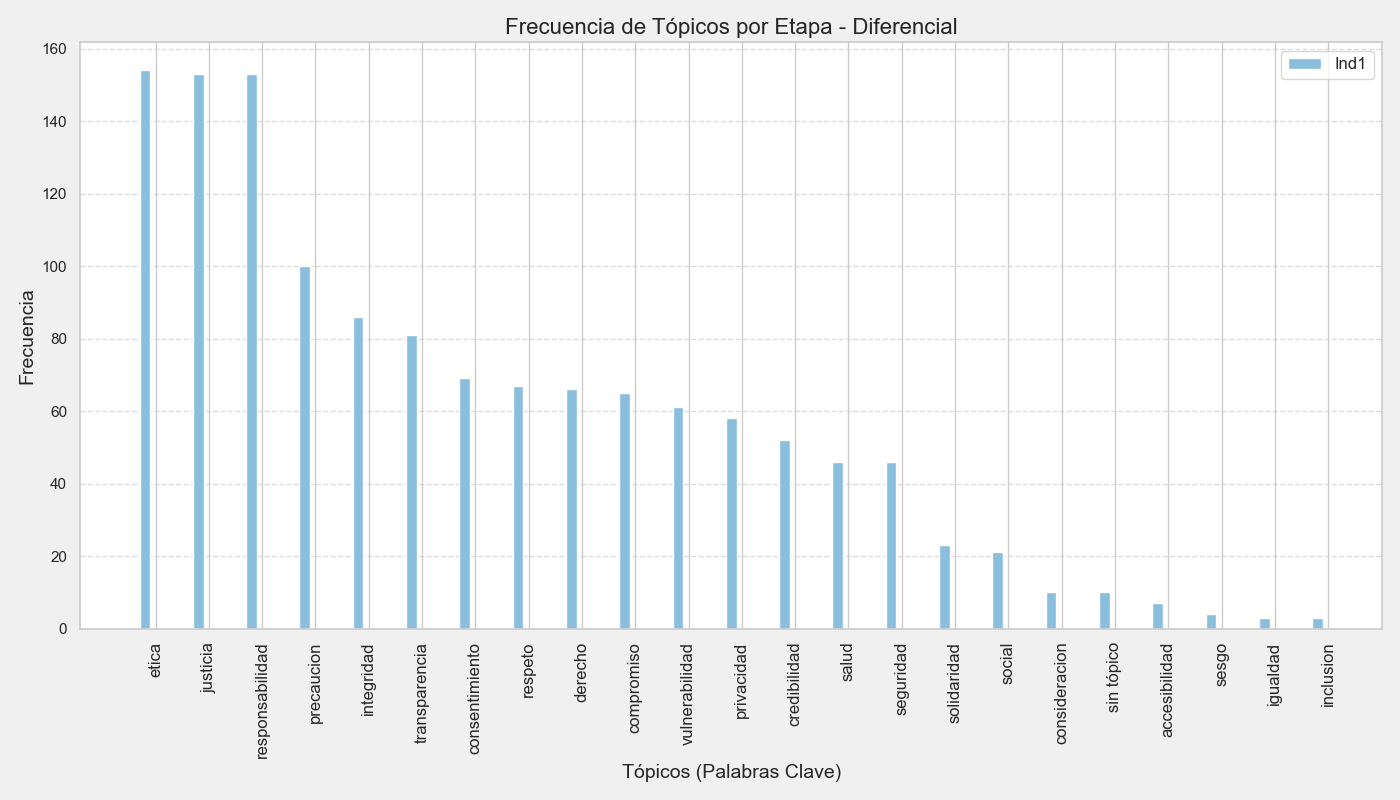 Frecuencia de Tópicos por Etapa - Diferencial
Ind1
Frecuencia
160
140
120
100
80
60
40
20
0
etica
justicia
responsabilidad
precaucion
integridad
transparencia
consentimiento
respeto
derecho
compromiso
vulnerabilidad
privacidad
credibilidad
salud
seguridad
solidaridad
social
consideracion
sin tópico
accesibilidad
sesgo
igualdad
inclusion
Tópicos (Palabras Clave)